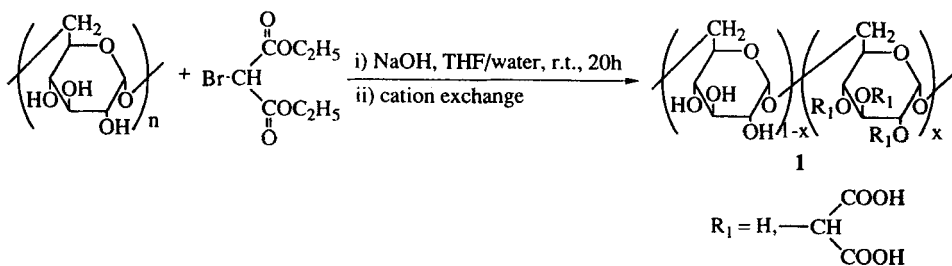 CH2
O
HO
OH
O
OH
n
+
O
COC2H5
Br-CH
COC2H5
O
i) NaOH, THF/water, r.t., 20h
ii) cation exchange
CH2
O
HO
OH
O
OH
1-x
CH2
O
R1O
OR1
O
R1O
x
1
COOH
R1 = H, —CH
COOH